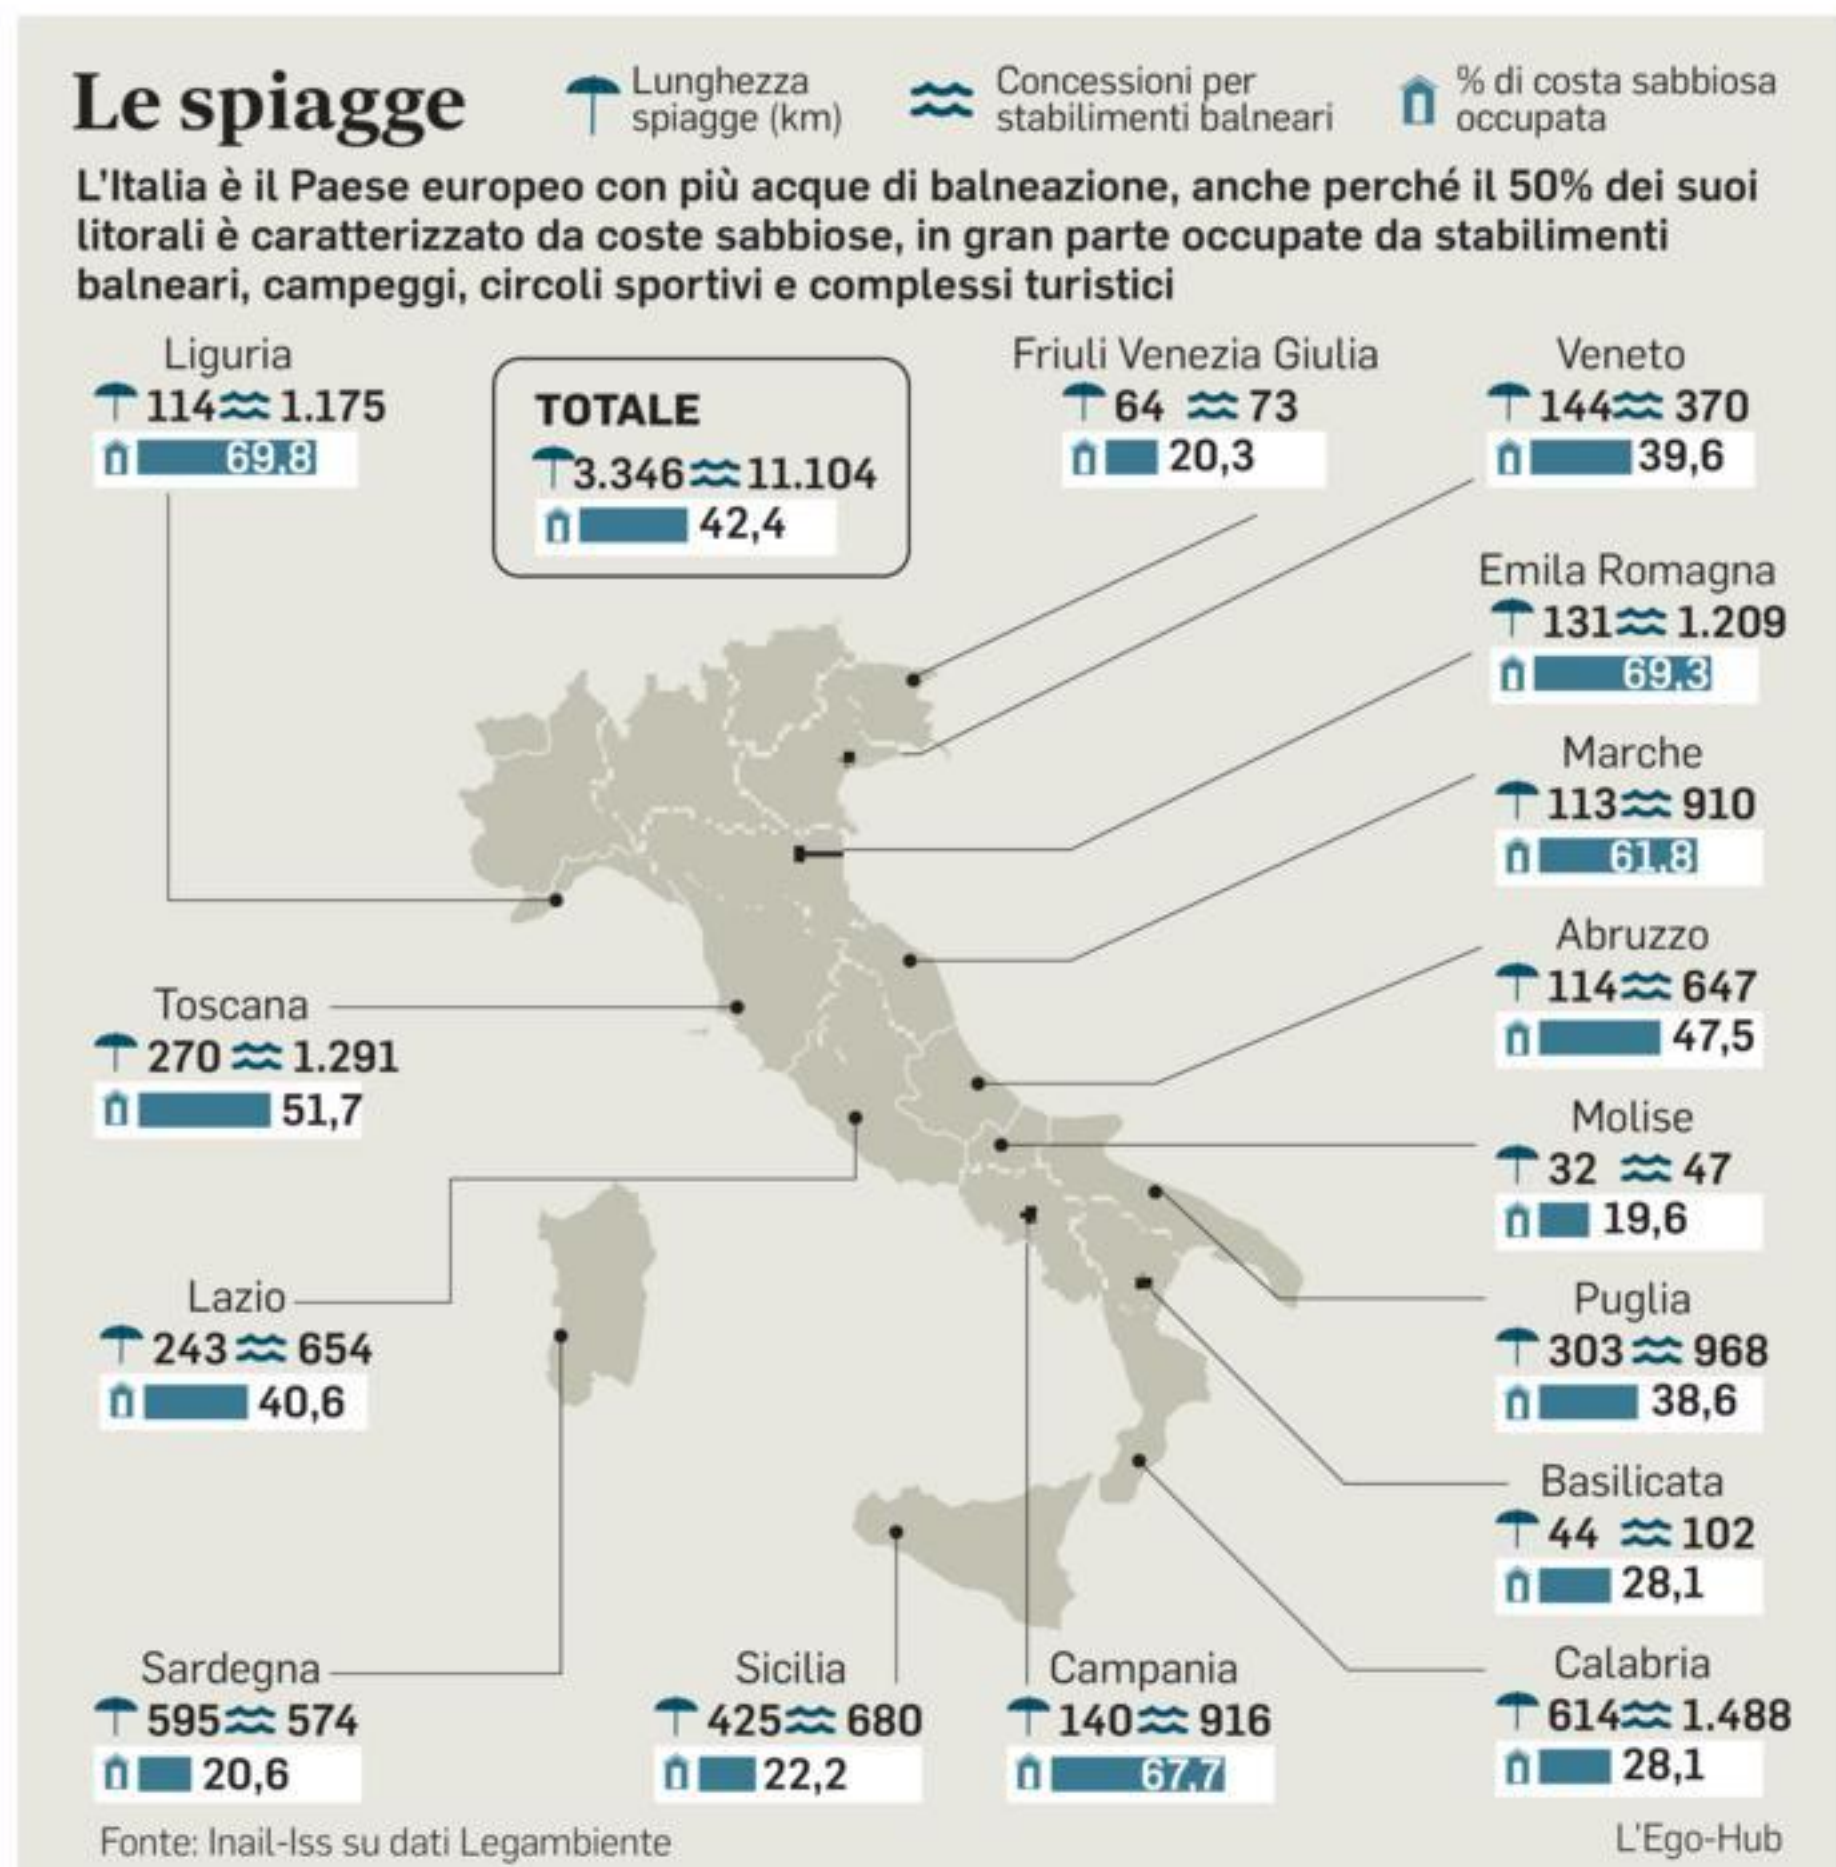 Le spiagge
Lunghezza
spiagge (km)
Concessioni per
stabilimenti balneari
% di costa sabbiosa
occupata
L'Italia è il Paese europeo con più acque di balneazione, anche perché il 50% dei suoi
litorali è caratterizzato da coste sabbiose, in gran parte occupate da stabilimenti
balneari, campeggi, circoli sportivi e complessi turistici
Liguria
114 1.175
69,8
TOTALE
3.346 11.104
42,4
Friuli Venezia Giulia
64 73
20,3
Veneto
144 370
39,6
Emila Romagna
131 1.209
69,3
Marche
113 910
61,8
Abruzzo
114 647
47,5
Toscana
270 1.291
51,7
Molise
32 47
19,6
Lazio
243 654
40,6
Puglia
303 968
38,6
Basilicata
44 102
28,1
Sardegna
595 574
20,6
Sicilia
425 680
22,2
Campania
140 916
67,7
Calabria
614 1.488
28,1
Fonte: Inail-Iss su dati Legambiente
L'Ego-Hub